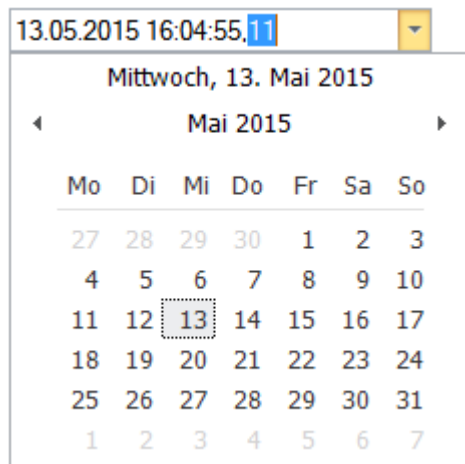 13.05.2015 16:04:55,11
Mittwoch, 13. Mai 2015
Mai 2015
Mo Di Mi Do Fr Sa So
27 28 29 30 1 2 3
4 5 6 7 8 9 10
11 12 13 14 15 16 17
18 19 20 21 22 23 24
25 26 27 28 29 30 31
1 2 3 4 5 6 7